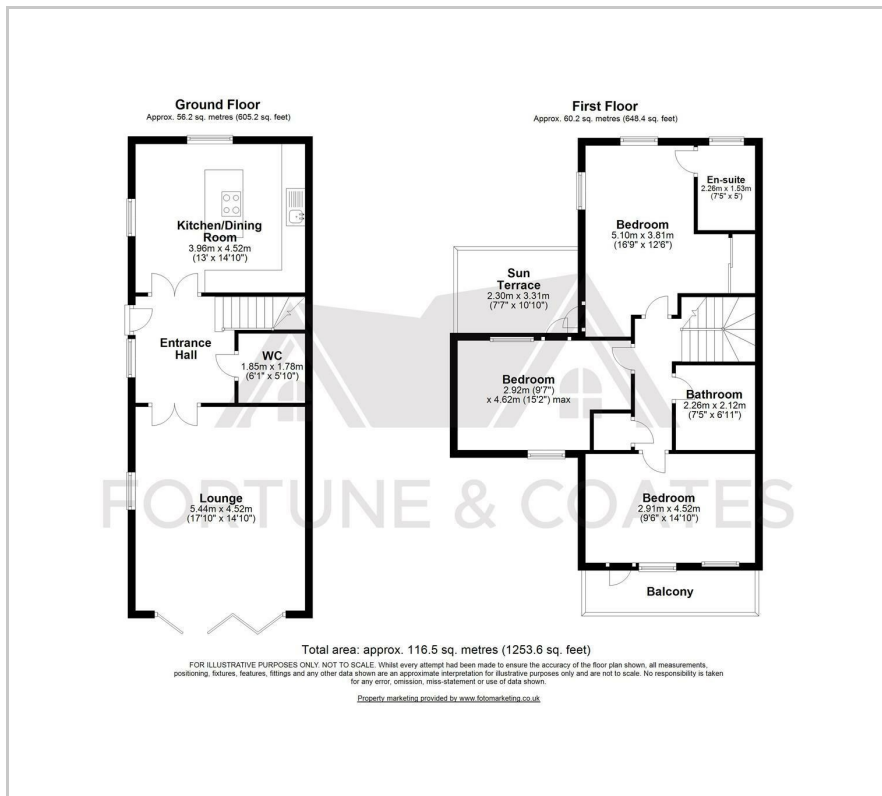 Ground Floor
Approx. 56.2 sq. metres (605.2 sq. feet)
Kitchen/Dining
Room
3.96m x 4.52m
(13' x 14'10")
Entrance
Hall
WC
1.85m x 1.78m
(6'1" x 5'10")
Lounge
5.44m x 4.52m
(17'10" x 14'10")
First Floor
Approx. 60.2 sq. metres (648.4 sq. feet)
En-suite
2.26m x 1.53m
(7'5" x 5')
Bedroom
5.10m x 3.81m
(16'9" x 12'6")
Sun
Terrace
2.30m x 3.31m
(7'7" x 10'10")
Bedroom
2.92m (9'7")
x 4.62m (15'2") max
Bathroom
2.26m x 2.12m
(7'5" x 6'11")
Bedroom
2.91m x 4.52m
(9'6" x 14'10")
Balcony
FORTUNE & COATES
Total area: approx. 116.5 sq. metres (1253.6 sq. feet)
FOR ILLUSTRATIVE PURPOSES ONLY. NOT TO SCALE. Whilst every attempt had been made to ensure the accuracy of the floor plan shown, all measurements,
positioning, fixtures, features, fittings and any other data shown are an approximate interpretation for illustrative purposes only and are not to scale. No responsibility is taken
for any error, omission, miss-statement or use of data shown.
Property marketing provided by www.fotomarketing.co.uk